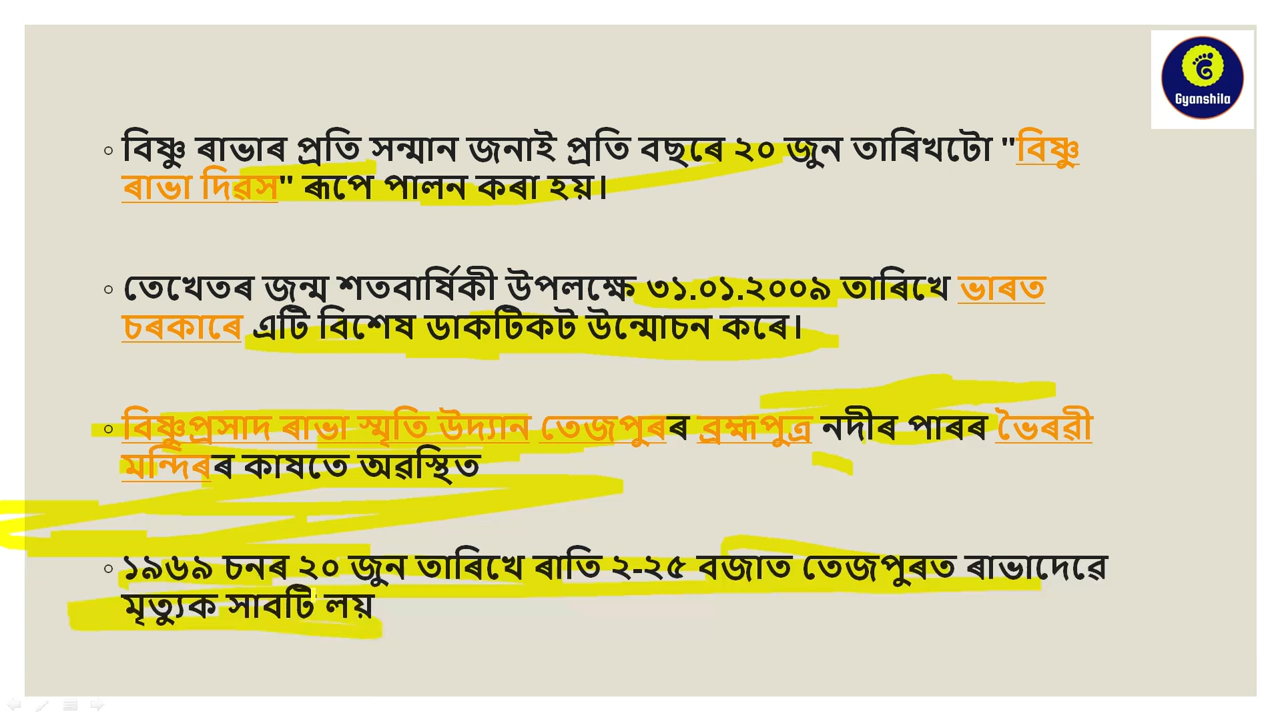 Gyanshila
বিষ্ণু ৰাভাৰ প্ৰতি সন্মান জনাই প্ৰতি বছৰে ২০ জুন তাৰিখটো "বিষ্ণু
ৰাভা দিৱস" ৰূপে পালন কৰা হয়।
তেখেতৰ জন্ম শতবাৰ্ষিকী উপলক্ষে ৩১.০১.২০০৯ তাৰিখে ভাৰত
চৰকাৰে এটি বিশেষ ডাকটিকট উন্মোচন কৰে।
বিষ্ণুপ্ৰসাদ ৰাভা স্মৃতি উদ্যান তেজপুৰৰ ব্ৰহ্মপুত্ৰ নদীৰ পাৰৰ ভৈৰৱী
মন্দিৰৰ কাষতে অৱস্থিত
১৯৬৯ চনৰ ২০ জুন তাৰিখে ৰাতি ২-২৫ বজাত তেজপুৰত ৰাভাদেৱে
মৃত্যুক সাবটি লয়